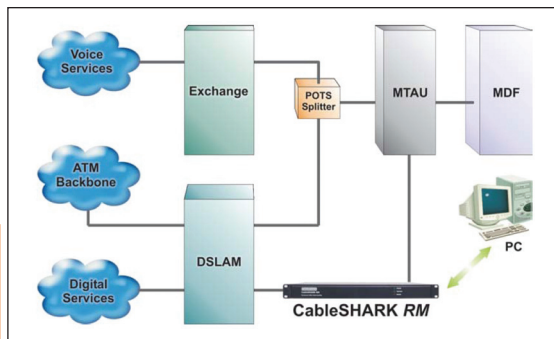 Voice
Services
Exchange
POTS
Splitter
MTAU
MDF
ATM
Backbone
DSLAM
PC
Digital
Services
CableSHARK RM